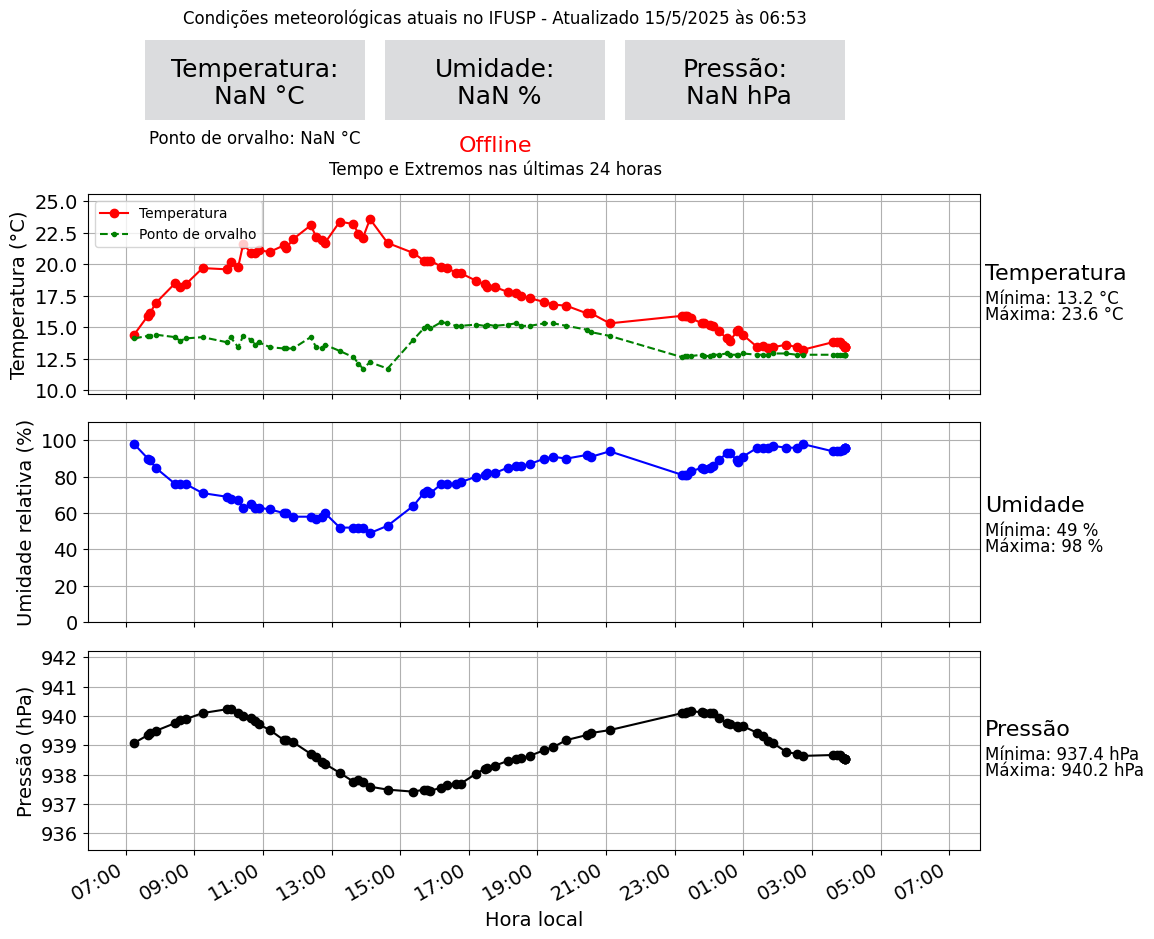 Condições meteorológicas atuais no IFUSP - Atualizado 15/5/2025 às 06:53
Temperatura:
NaN °C
Umidade:
NaN %
Pressão:
NaN hPa
Ponto de orvalho: NaN °C
Offline
Tempo e Extremos nas últimas 24 horas
Temperatura (°C)
25.0
22.5
20.0
17.5
15.0
12.5
10.0
Temperatura
Ponto de orvalho
Temperatura
Mínima: 13.2 °C
Máxima: 23.6 °C
Umidade relativa (%)
100
80
60
40
20
0
Umidade
Mínima: 49 %
Máxima: 98 %
Pressão (hPa)
942
941
940
939
938
937
936
Pressão
Mínima: 937.4 hPa
Máxima: 940.2 hPa
07:00 09:00 11:00 13:00 15:00 17:00 19:00 21:00 23:00 01:00 03:00 05:00 07:00
Hora local